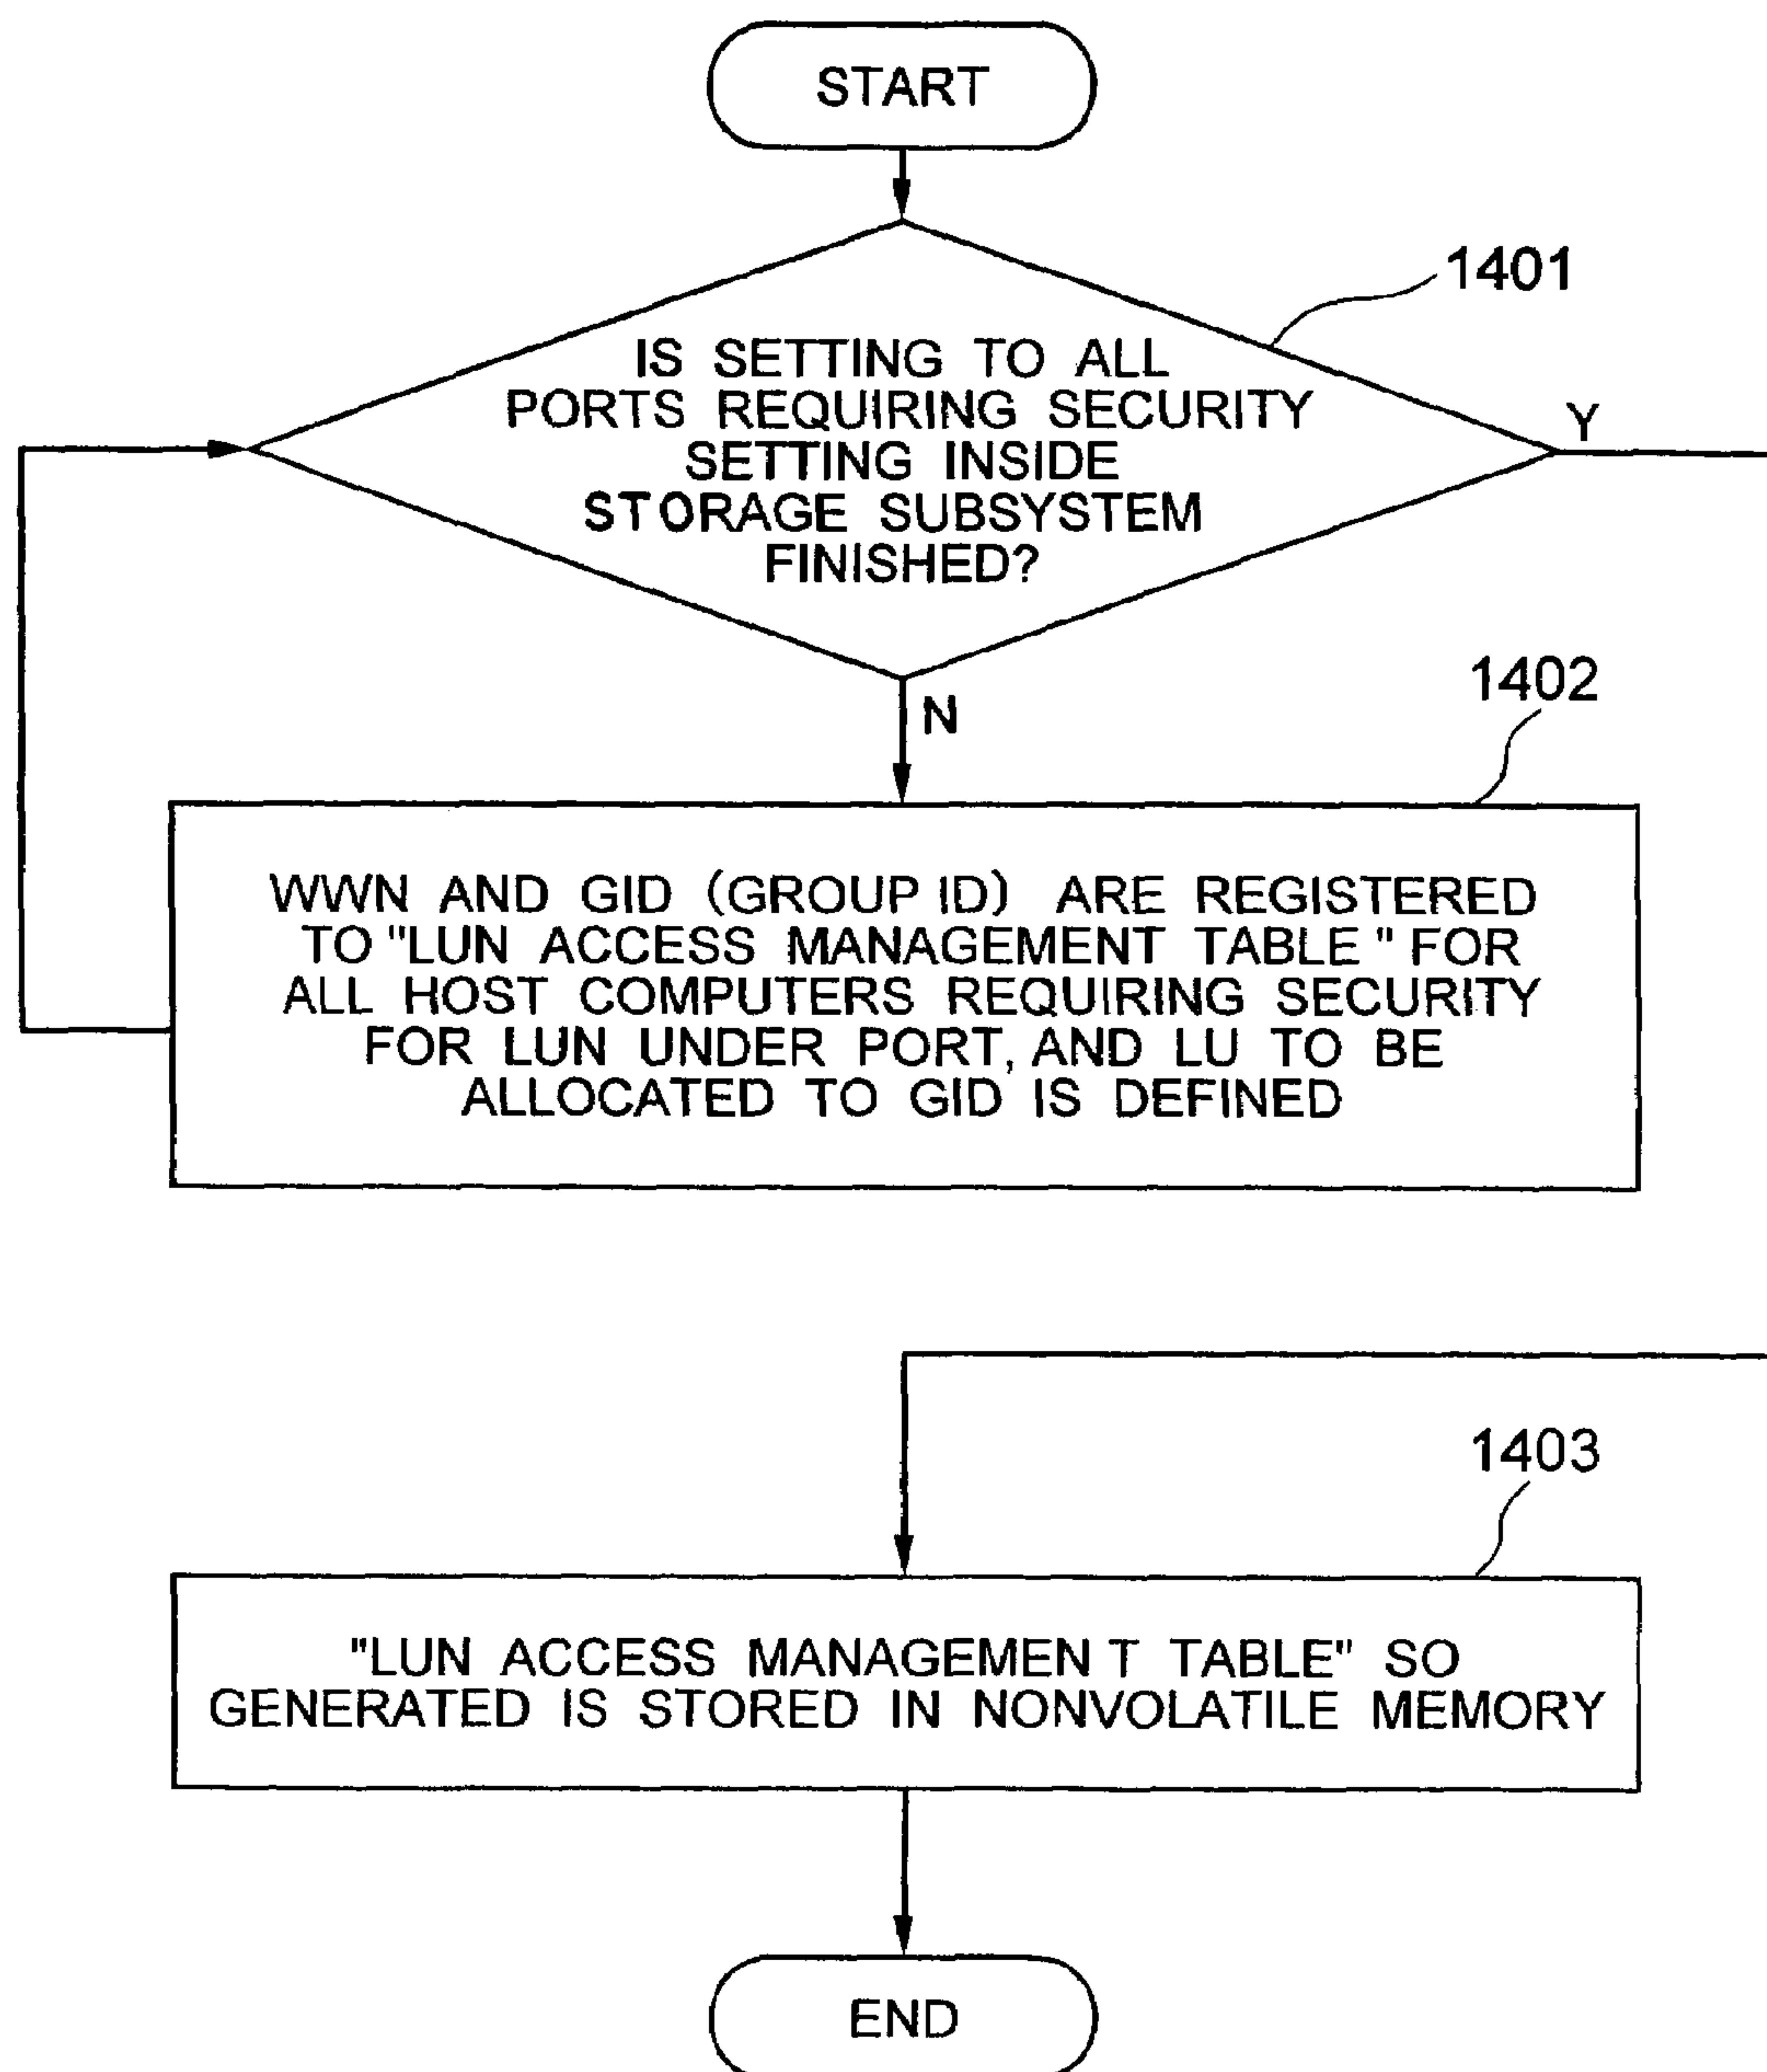 START
1401
IS SETTING TO ALL
PORTS REQUIRING SECURITY
SETTING INSIDE
STORAGE SUBSYSTEM
FINISHED?
Y
N
1402
WWN AND GID (GROUP ID) ARE REGISTERED
TO "LUN ACCESS MANAGEMENT TABLE" FOR
ALL HOST COMPUTERS REQUIRING SECURITY
FOR LUN UNDER PORT, AND LU TO BE
ALLOCATED TO GID IS DEFINED
1403
"LUN ACCESS MANAGEMENT TABLE" SO
GENERATED IS STORED IN NONVOLATILE MEMORY
END